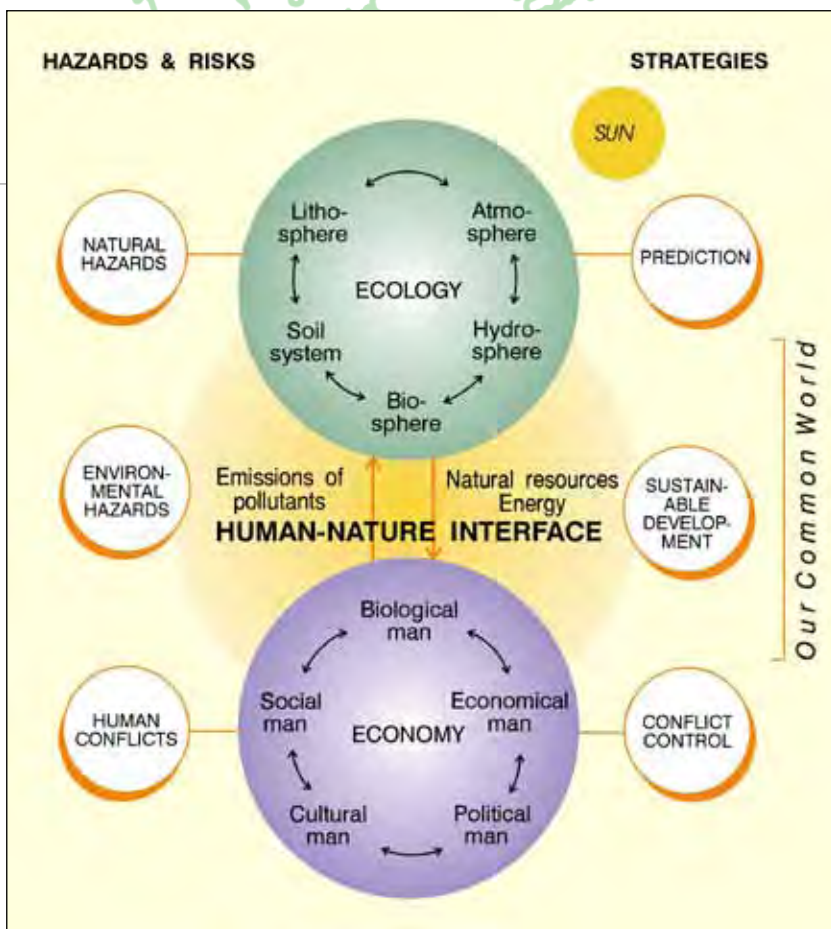 HAZARDS & RISKS
STRATEGIES
SUN
Litho-
sphere
Atmo-
sphere
NATURAL
HAZARDS
PREDICTION
ECOLOGY
Soil
system
Hydro-
sphere
Bio-
sphere
ENVIRON-
MENTAL
HAZARDS
Emissions of
pollutants
Natural resources
Energy
SUSTAIN-
ABLE
DEVELOP-
MENT
HUMAN-NATURE INTERFACE
Our Common World
Biological
man
Social
man
Economical
man
HUMAN
CONFLICTS
ECONOMY
CONFLICT
CONTROL
Cultural
man
Political
man